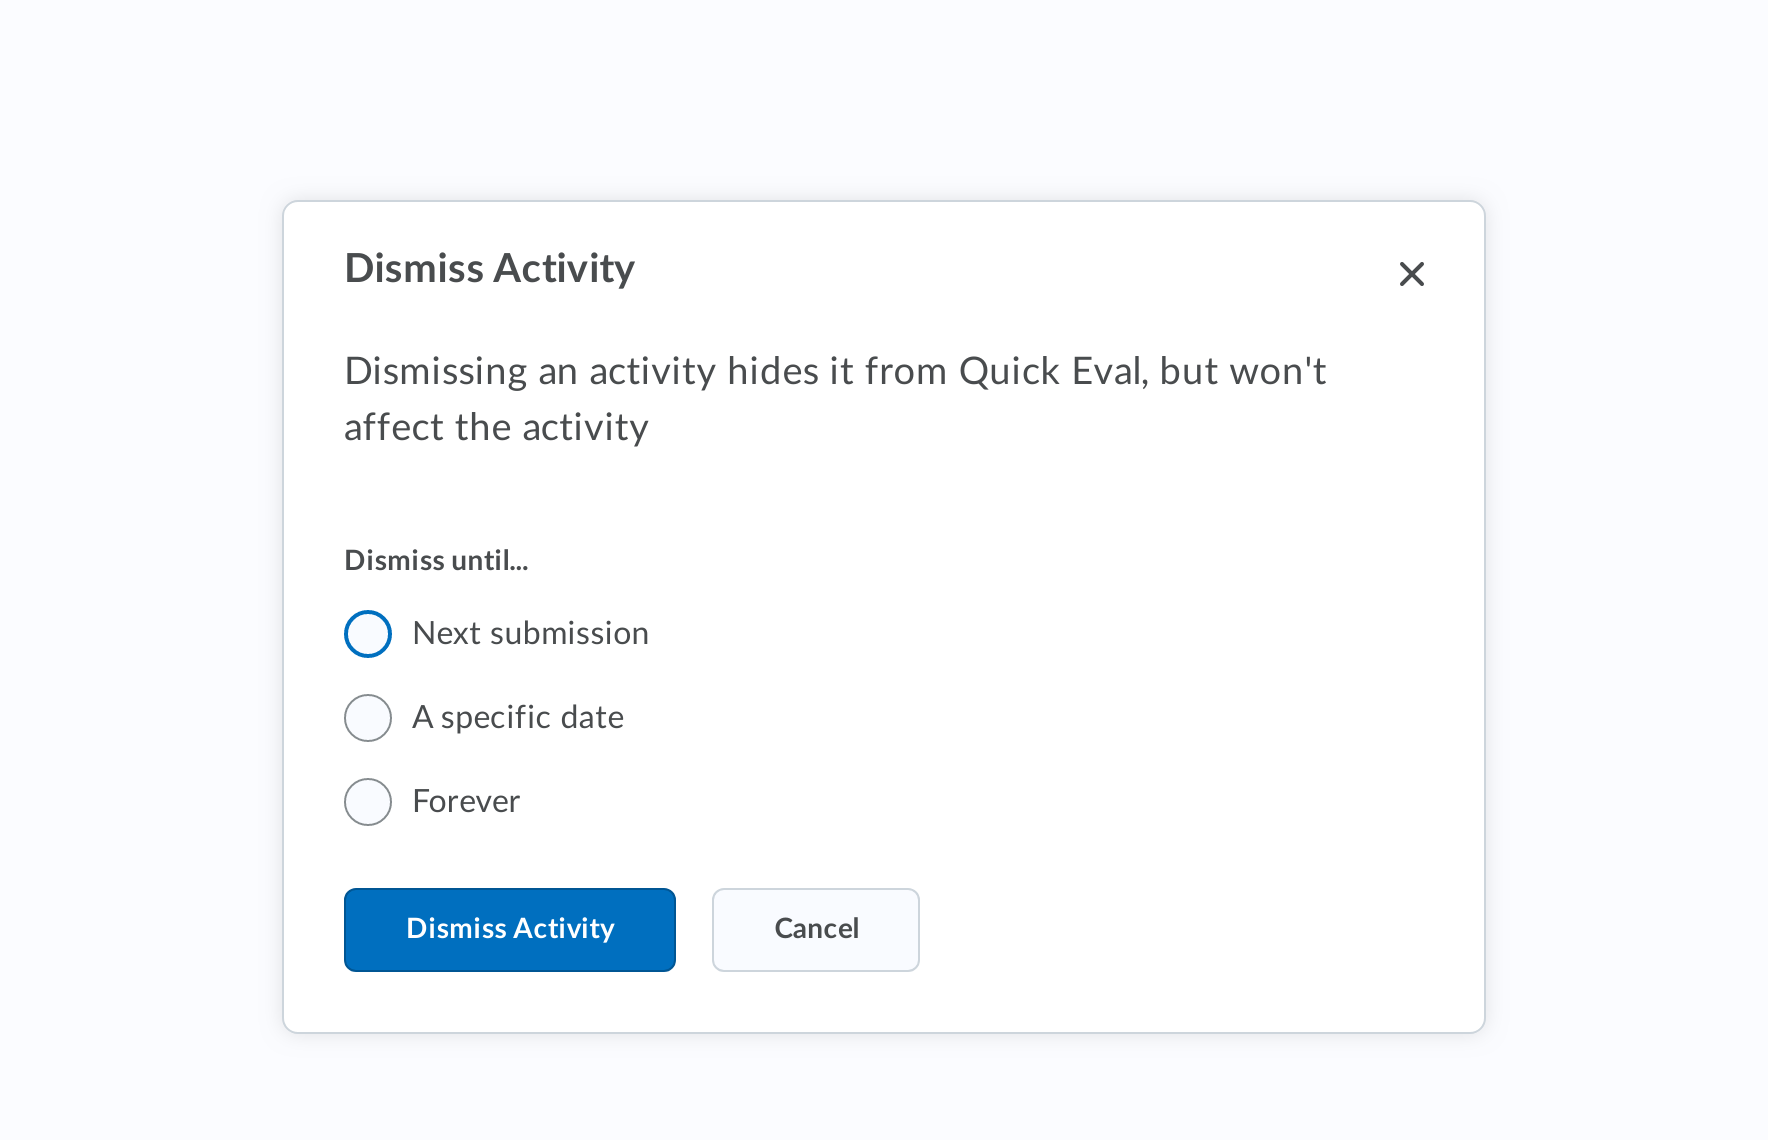 Dismiss Activity
Dismissing an activity hides it from Quick Eval, but won't
affect the activity
Dismiss until...
Next submission
A specific date
Forever
Dismiss Activity
Cancel